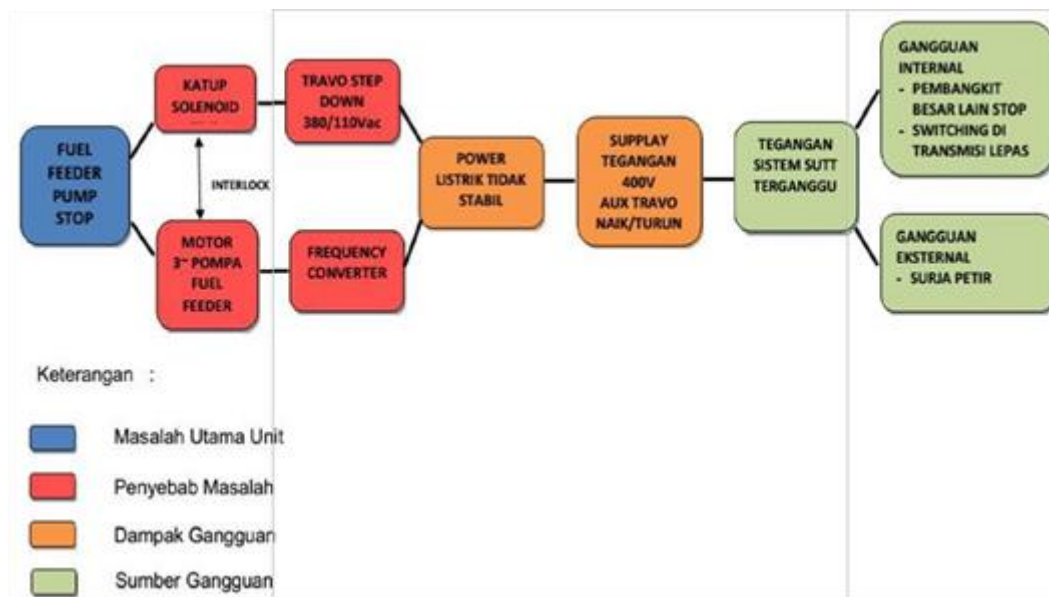 FUEL
FEEDER
PUMP
STOP
KATUP
SOLENOID
INTERLOCK
MOTOR
3~ POMPA
FUEL
FEEDER
TRAVO STEP
DOWN
380/110Vac
FREQUENCY
CONVERTER
POWER
LISTRIK TIDAK
STABIL
SUPPLAY
TEGANGAN
400V
AUX TRAVO
NAIK/TURUN
TEGANGAN
SISTEM SUTT
TERGANGGU
GANGGUAN
INTERNAL
- PEMBANGKIT
BESAR LAIN STOP
- SWITCHING DI
TRANSMISI LEPAS
GANGGUAN
EKSTERNAL
- SURJA PETIR
Keterangan :
Masalah Utama Unit
Penyebab Masalah
Dampak Gangguan
Sumber Gangguan